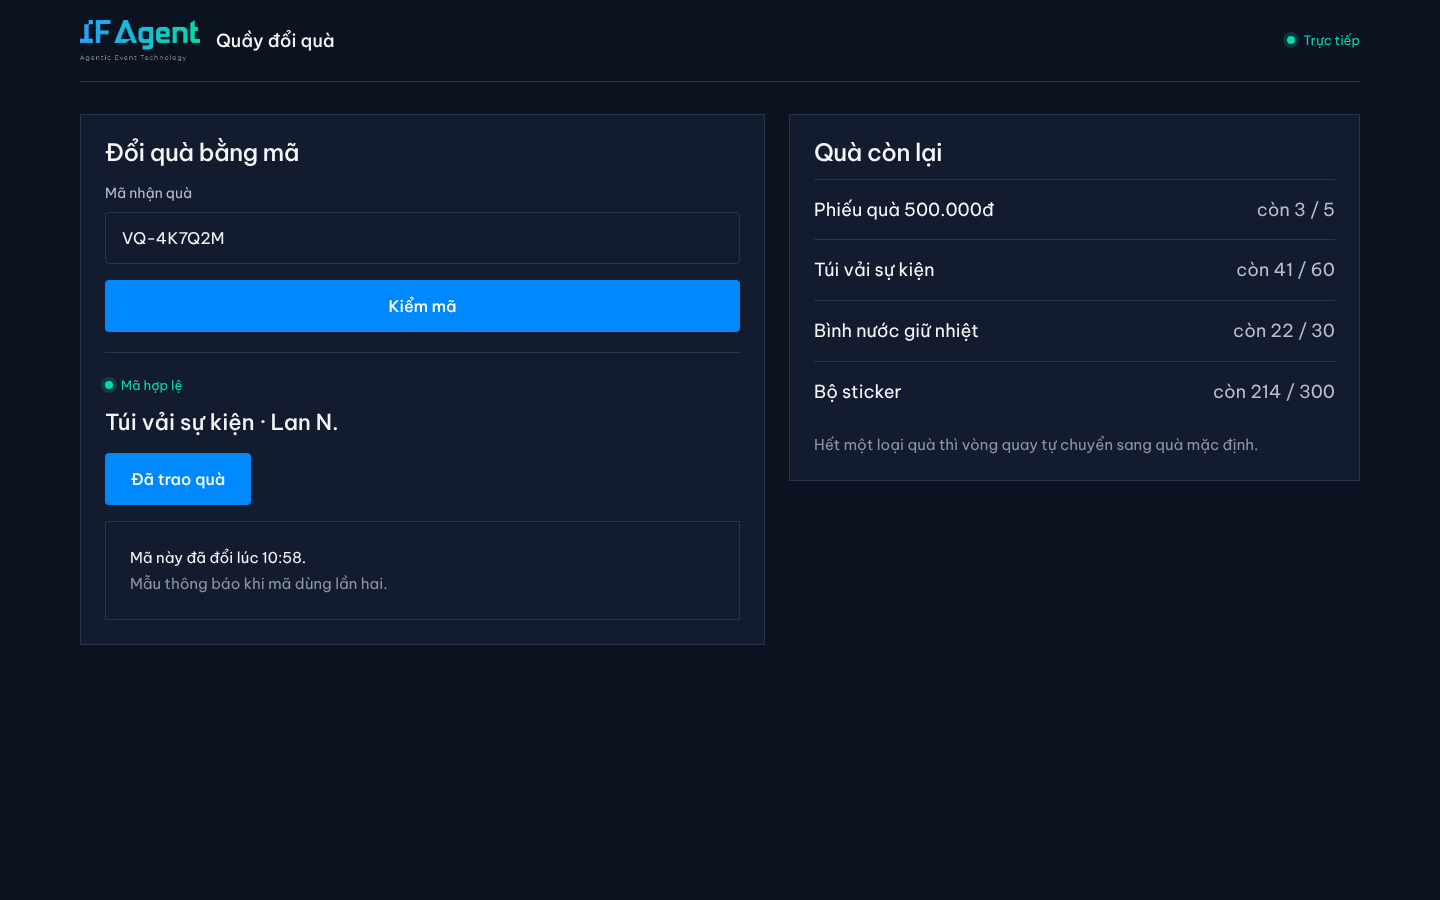 IF Agent
Agentic Event Technology
Quầy đổi quà
Trực tiếp
Đổi quà bằng mã
Mã nhận quà
VQ-4K7Q2M
Kiểm mã
Mã hợp lệ
Túi vải sự kiện · Lan N.
Đã trao quà
Mã này đã đổi lúc 10:58.
Mẫu thông báo khi mã dùng lần hai.
Quà còn lại
Phiếu quà 500.000đ còn 3 / 5
Túi vải sự kiện còn 41 / 60
Bình nước giữ nhiệt còn 22 / 30
Bộ sticker còn 214 / 300
Hết một loại quà thì vòng quay tự chuyển sang quà mặc định.